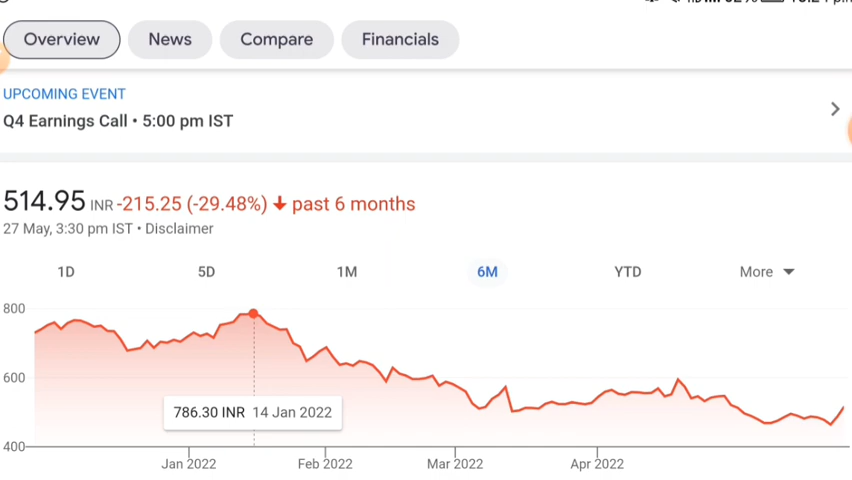 Overview News Compare Financials
UPCOMING EVENT
Q4 Earnings Call • 5:00 pm IST
514.95 INR -215.25 (-29.48%) ↓ past 6 months
27 May, 3:30 pm IST • Disclaimer
1D 5D 1M 6M YTD More
800
600
786.30 INR 14 Jan 2022
400
Jan 2022 Feb 2022 Mar 2022 Apr 2022